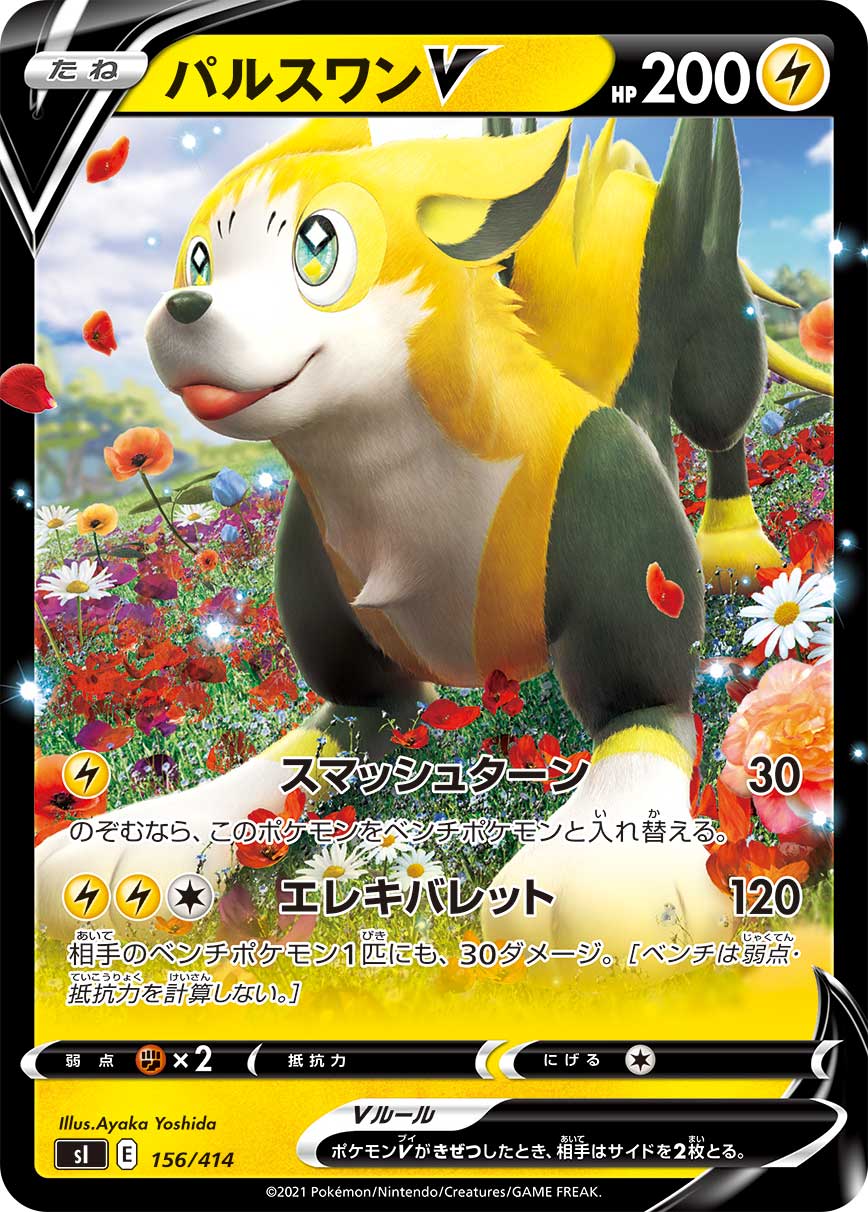 たね パルスワンV HP 200
スマッシュターン 30
のぞむなら、このポケモンをベンチポケモンと入れ替える。
エレキバレット 120
相手のベンチポケモン1匹にも、30ダメージ。[ベンチは弱点・
抵抗力を計算しない。]
弱点 ×2 抵抗力 にげる
Illus.Ayaka Yoshida
Vルール
ポケモンVがきぜつしたとき、相手はサイドを2枚とる。
sI E 156/414
©2021 Pokémon/Nintendo/Creatures/GAME FREAK.